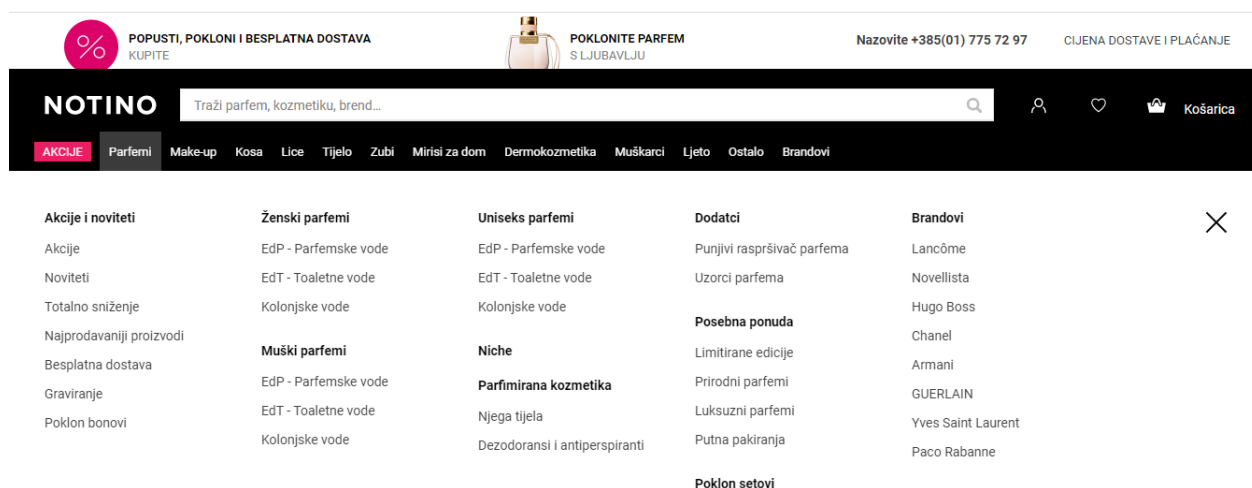 POPUSTI, POKLONI I BESPLATNA DOSTAVA
KUPITE
POKLONITE PARFEM
S LJUBAVLJU
Nazovite +385(01) 775 72 97
CIJENA DOSTAVE I PLAĆANJE
NOTINO
Traži parfem, kozmetiku, brend...
Košarica
AKCIJE Parfemi Make-up Kosa Lice Tijelo Zubi Mirisi za dom Dermokozmetika Muškarci Ljeto Ostalo Brandovi
Akcije i noviteti
Akcije
Noviteti
Totalno sniženje
Najprodavaniji proizvodi
Besplatna dostava
Graviranje
Poklon bonovi
Ženski parfemi
EdP - Parfemske vode
EdT - Toaletne vode
Kolonjske vode
Muški parfemi
EdP - Parfemske vode
EdT - Toaletne vode
Kolonjske vode
Uniseks parfemi
EdP - Parfemske vode
EdT - Toaletne vode
Kolonjske vode
Niche
Parfimirana kozmetika
Njega tijela
Dezodoransi i antiperspiranti
Dodatci
Punjivi raspršivač parfema
Uzorci parfema
Posebna ponuda
Limitirane edicije
Prirodni parfemi
Luksuzni parfemi
Putna pakiranja
Poklon setovi
Brandovi
Lancôme
Novellista
Hugo Boss
Chanel
Armani
GUERLAIN
Yves Saint Laurent
Paco Rabanne